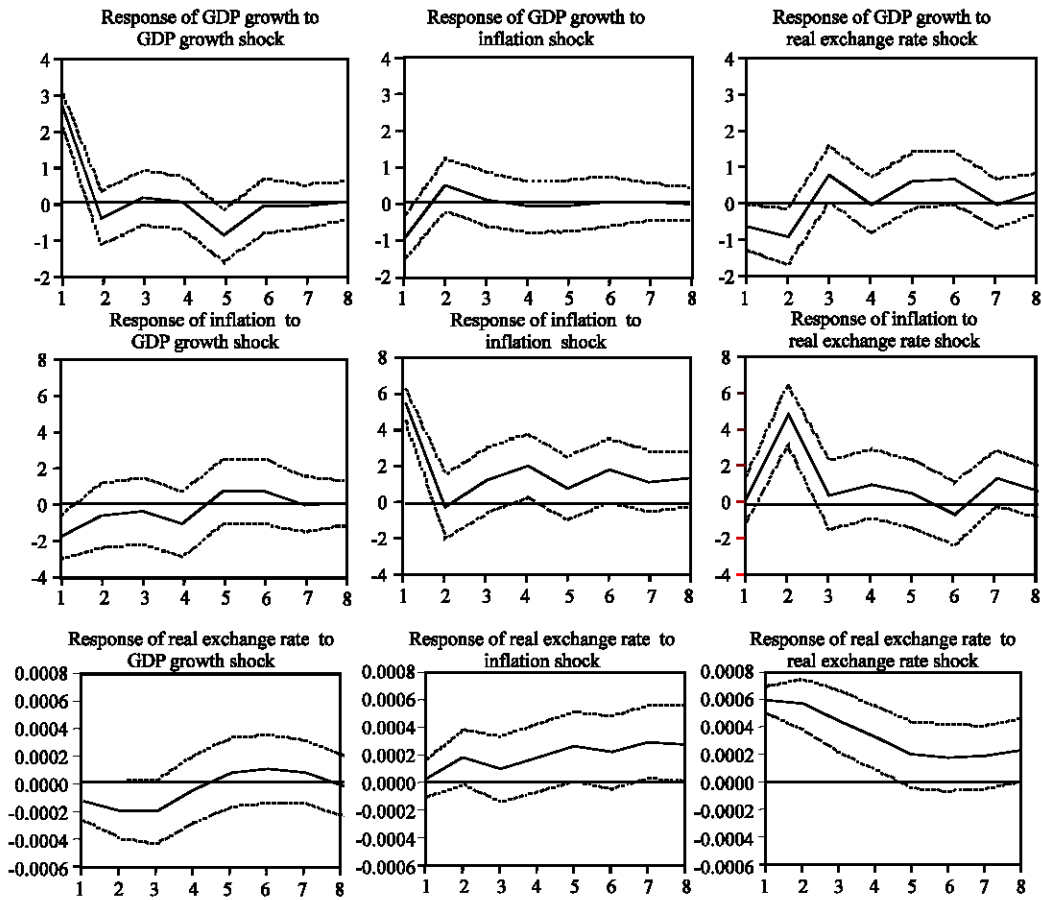 Response of GDP growth to
GDP growth shock
4
3
2
1
0
-1
-2
1 2 3 4 5 6 7 8
Response of GDP growth to
inflation shock
4
3
2
1
0
-1
-2
1 2 3 4 5 6 7 8
Response of GDP growth to
real exchange rate shock
4
3
2
1
0
-1
-2
1 2 3 4 5 6 7 8
Response of inflation to
GDP growth shock
8
6
4
2
0
-2
-4
1 2 3 4 5 6 7 8
Response of inflation to
inflation shock
8
6
4
2
0
-2
-4
1 2 3 4 5 6 7 8
Response of inflation to
real exchange rate shock
8
6
4
2
0
-2
-4
1 2 3 4 5 6 7 8
Response of real exchange rate to
GDP growth shock
0.0008
0.0006
0.0004
0.0002
0.0000
-0.0002
-0.0004
-0.0006
1 2 3 4 5 6 7 8
Response of real exchange rate to
inflation shock
0.0008
0.0006
0.0004
0.0002
0.0000
-0.0002
-0.0004
-0.0006
1 2 3 4 5 6 7 8
Response of real exchange rate to
real exchange rate shock
0.0008
0.0006
0.0004
0.0002
0.0000
-0.0002
-0.0004
-0.0006
1 2 3 4 5 6 7 8